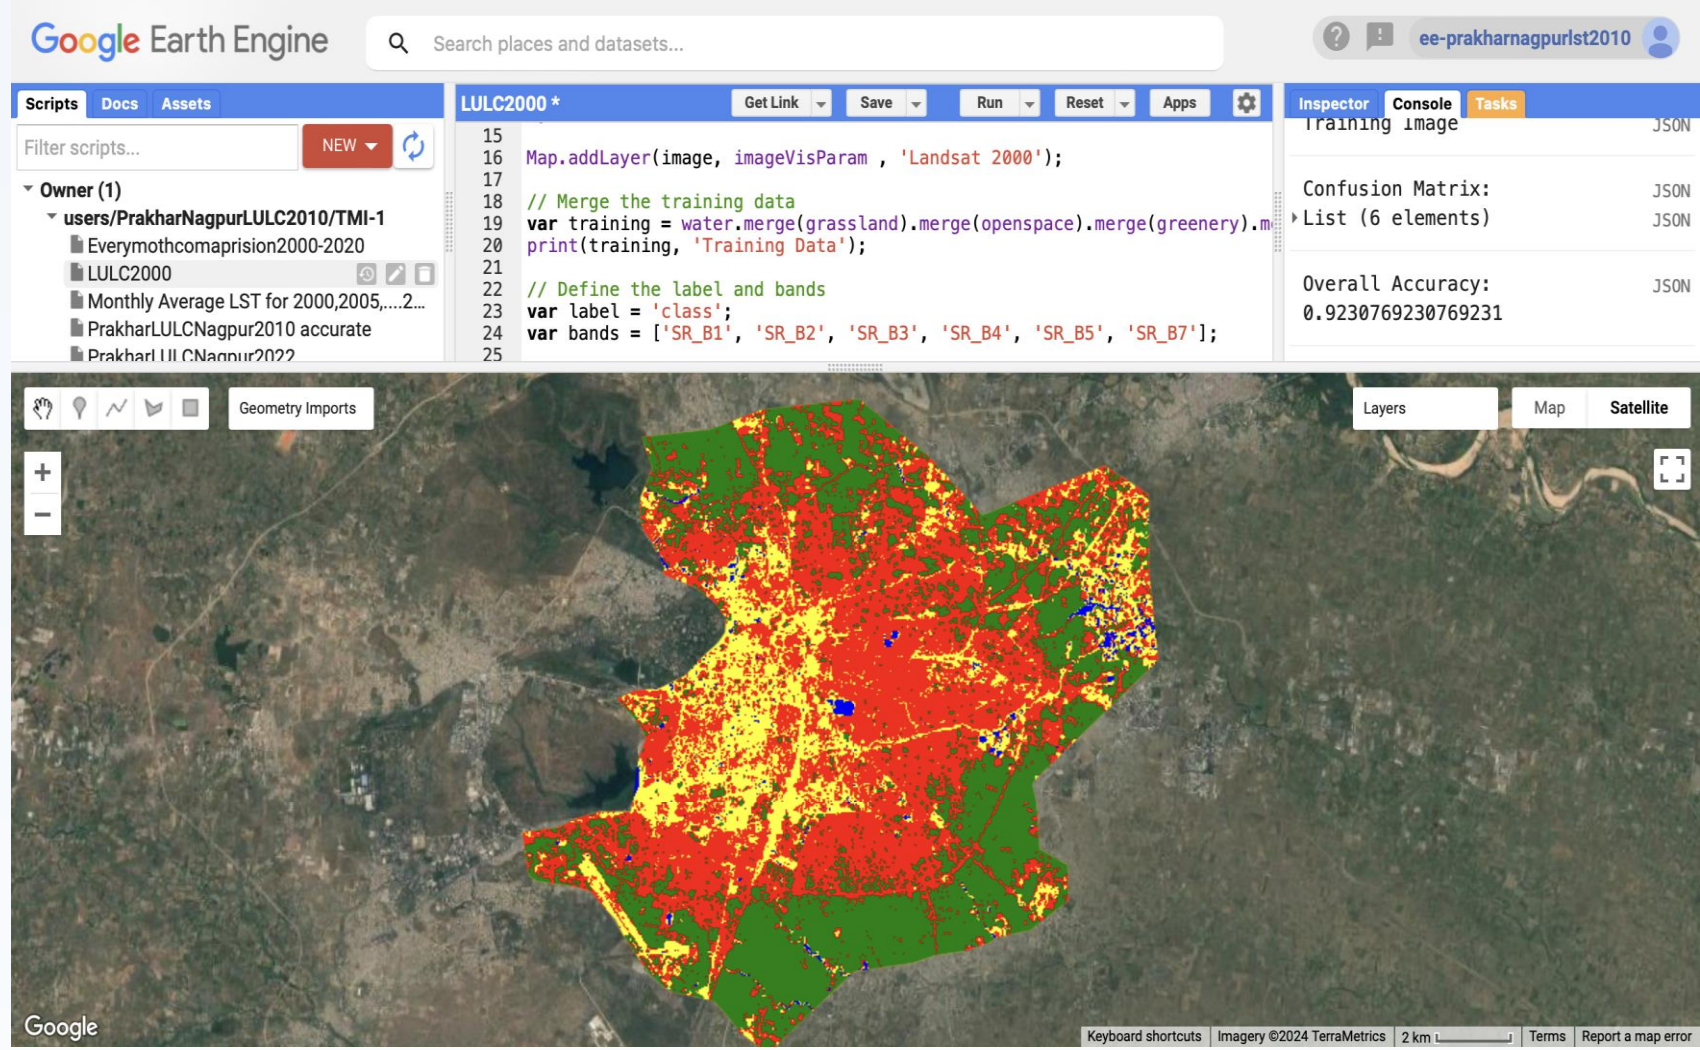 Google Earth Engine
Search places and datasets...
ee-prakharnagpurlst2010
Scripts Docs Assets
Filter scripts...
NEW
Owner (1)
users/PrakharNagpurLULC2010/TMI-1
Everymothcomaprision2000-2020
LULC2000
Monthly Average LST for 2000,2005,....2...
PrakharLULCNagpur2010 accurate
PrakharLULCNagpur2022
LULC2000 *
Get Link Save Run Reset Apps
15
16 Map.addLayer(image, imageVisParam , 'Landsat 2000');
17
18 // Merge the training data
19 var training = water.merge(grassland).merge(openspace).merge(greenery).m
20 print(training, 'Training Data');
21
22 // Define the label and bands
23 var label = 'class';
24 var bands = ['SR_B1', 'SR_B2', 'SR_B3', 'SR_B4', 'SR_B5', 'SR_B7'];
25
Inspector Console Tasks
Training Image JSON
Confusion Matrix: JSON
List (6 elements) JSON
Overall Accuracy: JSON
0.9230769230769231
Geometry Imports
Layers
Map Satellite
+
−
Google
Keyboard shortcuts Imagery ©2024 TerraMetrics 2 km Terms Report a map error